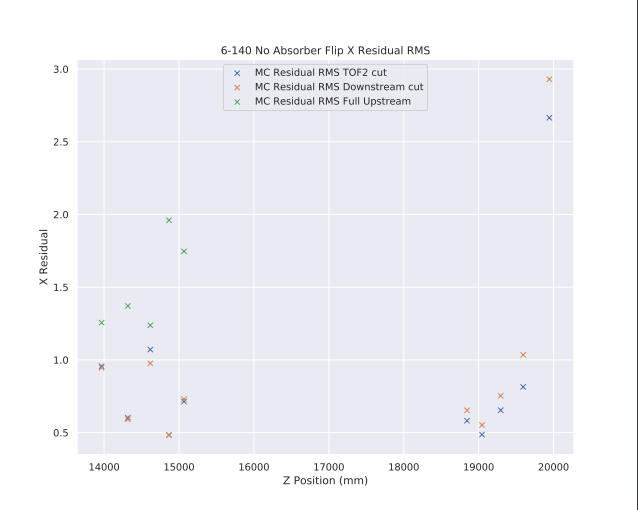 6-140 No Absorber Flip X Residual RMS
MC Residual RMS TOF2 cut
MC Residual RMS Downstream cut
MC Residual RMS Full Upstream
3.0
2.5
2.0
1.5
1.0
0.5
X Residual
14000 15000 16000 17000 18000 19000 20000
Z Position (mm)